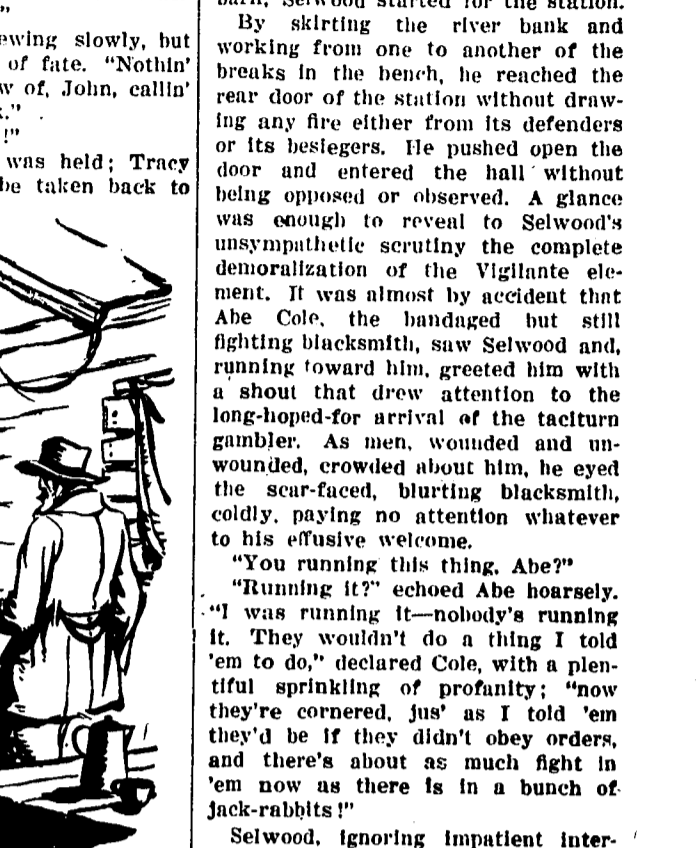 "
ewing slowly, but
of fate. "Nothin'
w of, John, callin'
."
!"
was held; Tracy
be taken back to
barn, Selwood started for the station.
By skirting the river bank and
working from one to another of the
breaks in the bench, he reached the
rear door of the station without draw-
ing any fire either from its defenders
or its besiegers. He pushed open the
door and entered the hall without
being opposed or observed. A glance
was enough to reveal to Selwood's
unsympathetic scrutiny the complete
demoralization of the Vigilante ele-
ment. It was almost by accident that
Abe Cole, the bandaged but still
fighting blacksmith, saw Selwood and,
running toward him, greeted him with
a shout that drew attention to the
long-hoped-for arrival of the taciturn
gambler. As men, wounded and un-
wounded, crowded about him, he eyed
the scar-faced, blurting blacksmith,
coldly, paying no attention whatever
to his effusive welcome.
"You running this thing, Abe?"
"Running it?" echoed Abe hoarsely.
"I was running it—nobody's running
it. They wouldn't do a thing I told
'em to do," declared Cole, with a plen-
tiful sprinkling of profanity; "now
they're cornered, jus' as I told 'em
they'd be if they didn't obey orders,
and there's about as much fight in
'em now as there is in a bunch of
jack-rabbits!"
Selwood, ignoring impatient inter-